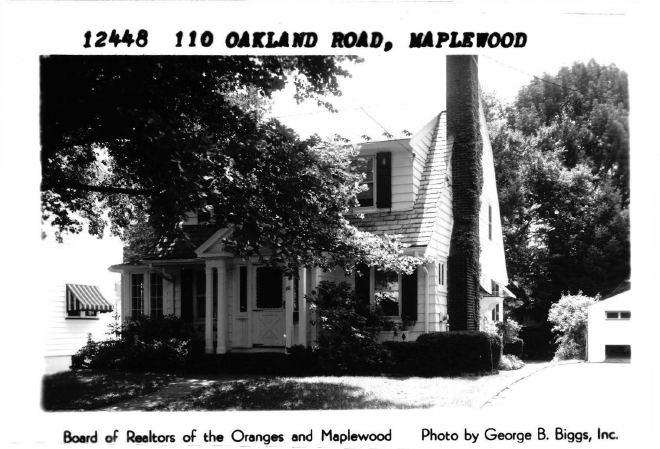 12448 110 OAKLAND ROAD, MAPLEWOOD
Board of Realtors of the Oranges and Maplewood Photo by George B. Biggs, Inc.